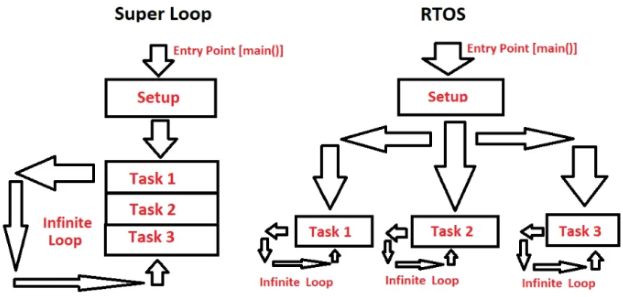 Super Loop
Entry Point [main()]
Setup
Task 1
Task 2
Task 3
Infinite
Loop
RTOS
Entry Point [main()]
Setup
Task 1
Infinite Loop
Task 2
Infinite Loop
Task 3
Infinite Loop